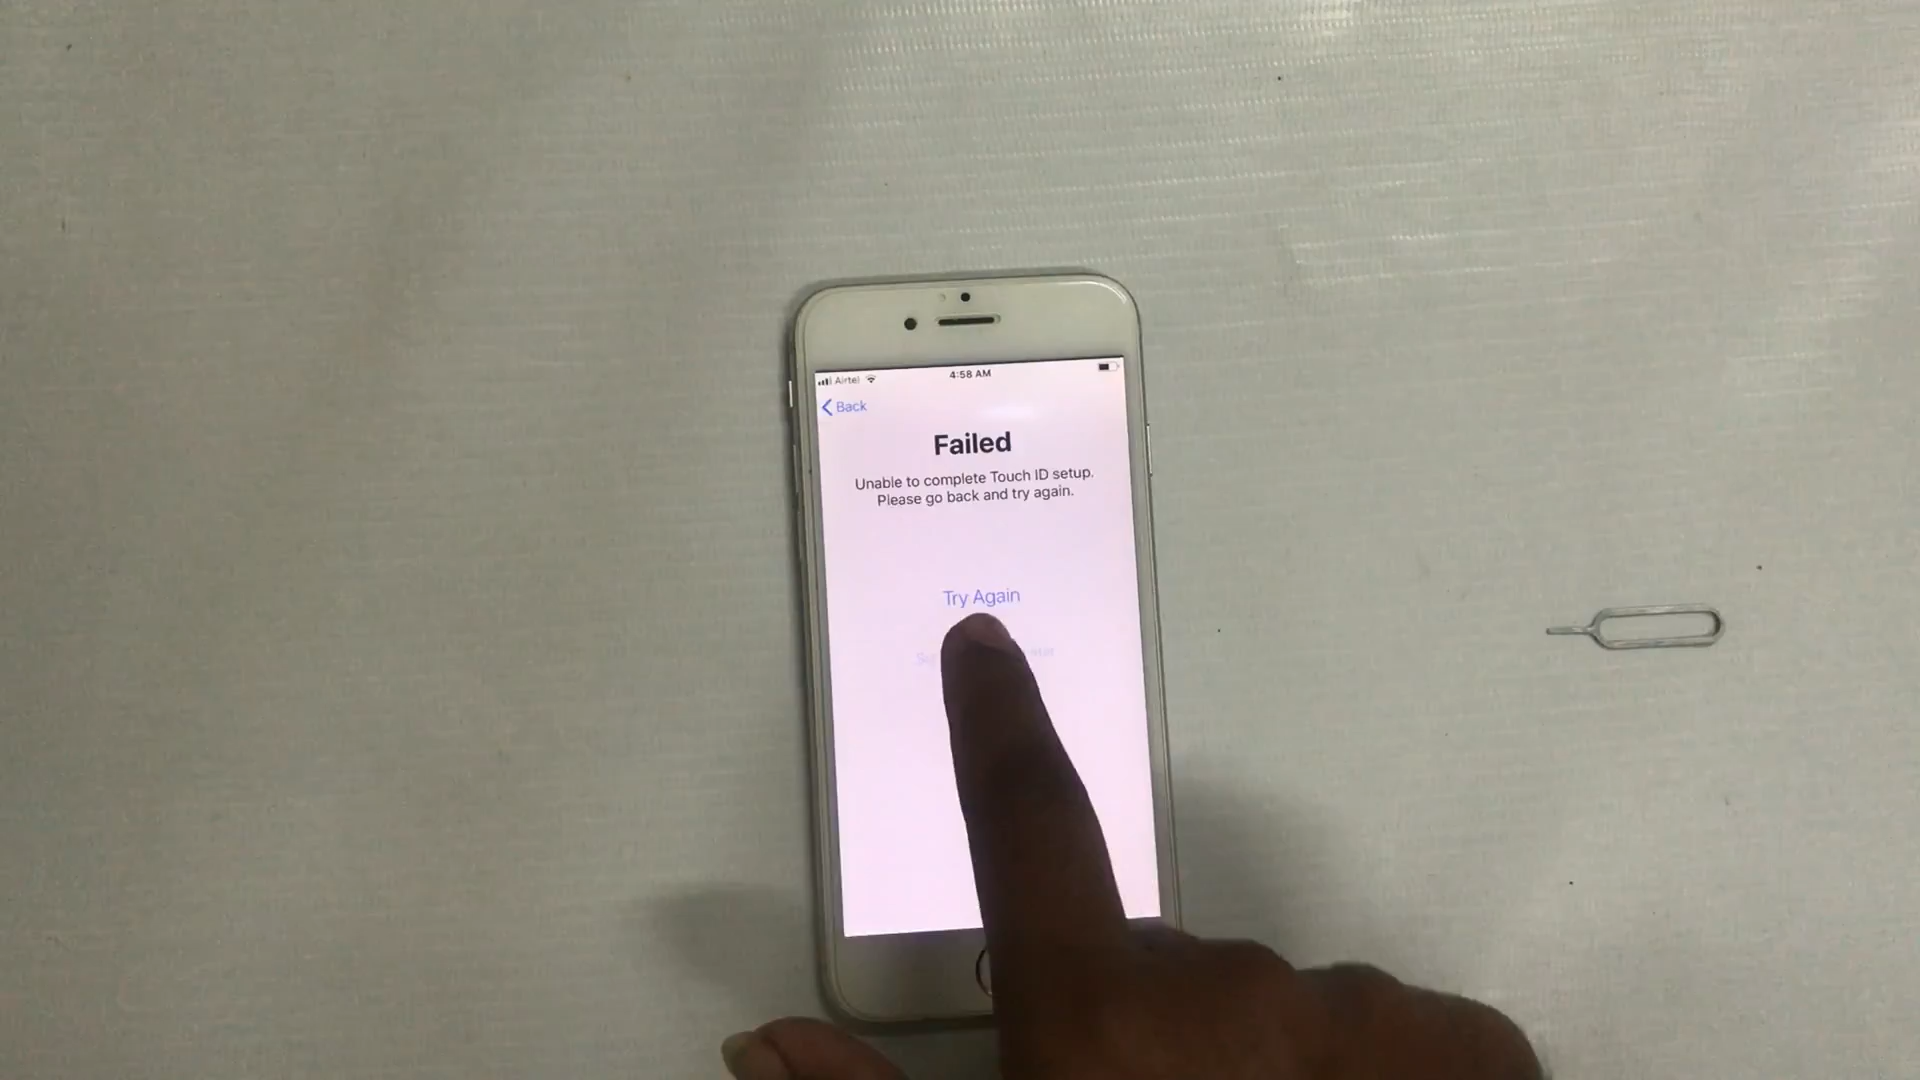 Airtel
4:58 AM
Back
Failed
Unable to complete Touch ID setup.
Please go back and try again.
Try Again